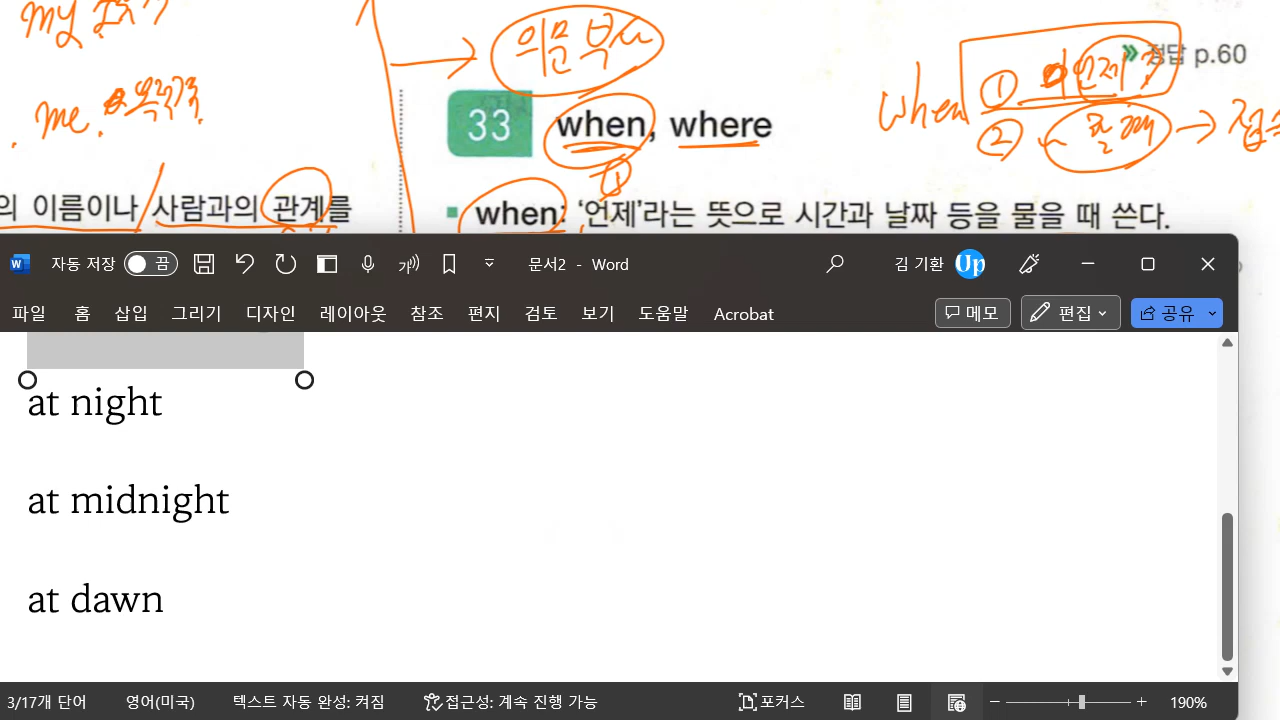 my
→ 의문부사
정답 p.60
when ① 언제?
② ~ 할 때 →
me. 목적격.
33 when, where
의 이름이나 사람과의 관계를
when: ‘언제’라는 뜻으로 시간과 날짜 등을 물을 때 쓴다.
자동 저장 끔 가 문서2 - Word 김 기환 Up
파일 홈 삽입 그리기 디자인 레이아웃 참조 편지 검토 보기 도움말 Acrobat 메모 편집 공유
at night
at midnight
at dawn
3/17개 단어 영어(미국) 텍스트 자동 완성: 켜짐 접근성: 계속 진행 가능 포커스 190%